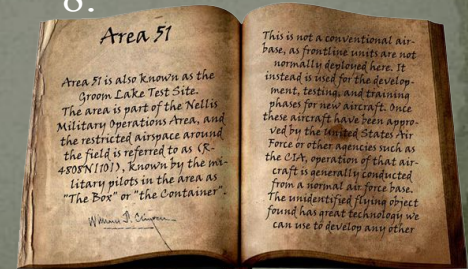 8.
Area 51
Area 51 is also known as the
Groom Lake Test Site.
The area is part of the Nellis
Military Operations Area, and
the restricted airspace around
the field is referred to as (R-
4808N[10]), known by the mi-
litary pilots in the area as
"The Box" or "the Container".
This is not a conventional air-
base, as frontline units are not
normally deployed here. It
instead is used for the develop-
ment, testing, and training
phases for new aircraft. Once
these aircraft have been appro-
ved by the United States Air
Force or other agencies such as
the CIA, operation of that air-
craft is generally conducted
from a normal air force base.
The unidentified flying object
found has great technology we
can use to develop any other